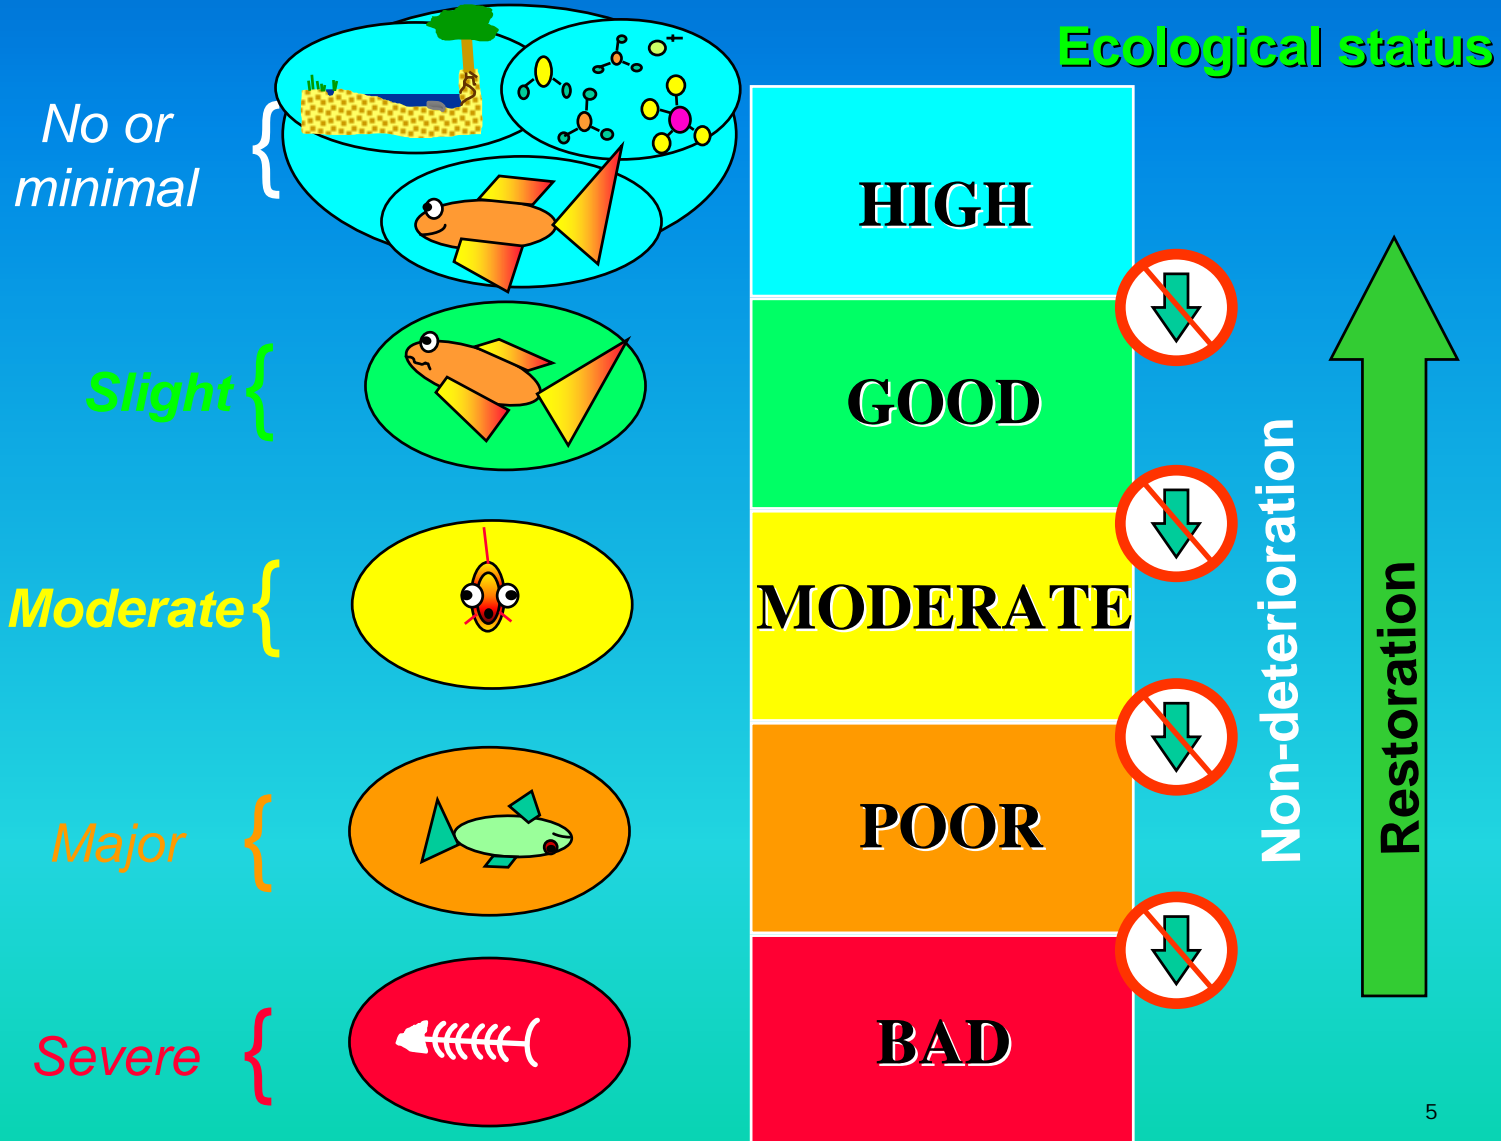 Ecological status
No or
minimal
HIGH
Slight
GOOD
Moderate
MODERATE
Major
POOR
Severe
BAD
Non-deterioration
Restoration
5